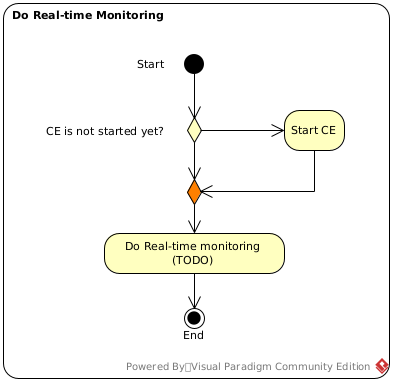 Do Real-time Monitoring
Start
CE is not started yet?
Start CE
Do Real-time monitoring
(TODO)
End
Powered By Visual Paradigm Community Edition